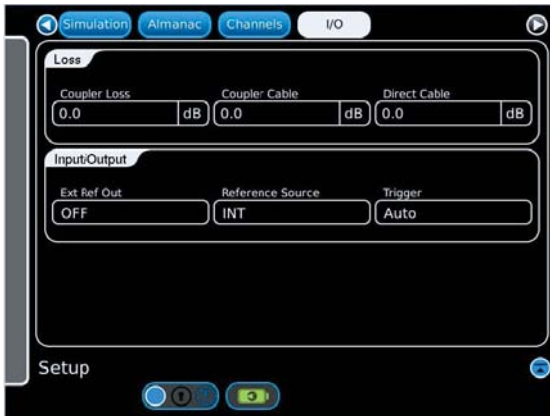 Simulation Almanac Channels I/O
Loss
Coupler Loss Coupler Cable Direct Cable
0.0 dB 0.0 dB 0.0 dB
Input/Output
Ext Ref Out Reference Source Trigger
OFF INT Auto
Setup